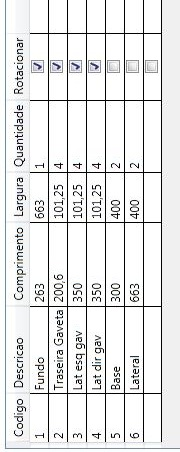 Codigo Descricao Comprimento Largura Quantidade Rotacionar
1 Fundo 263 663 1
2 Traseira Gaveta 200,6 101,25 4
3 Lat esq gav 350 101,25 4
4 Lat dir gav 350 101,25 4
5 Base 300 400 2
6 Lateral 663 400 2